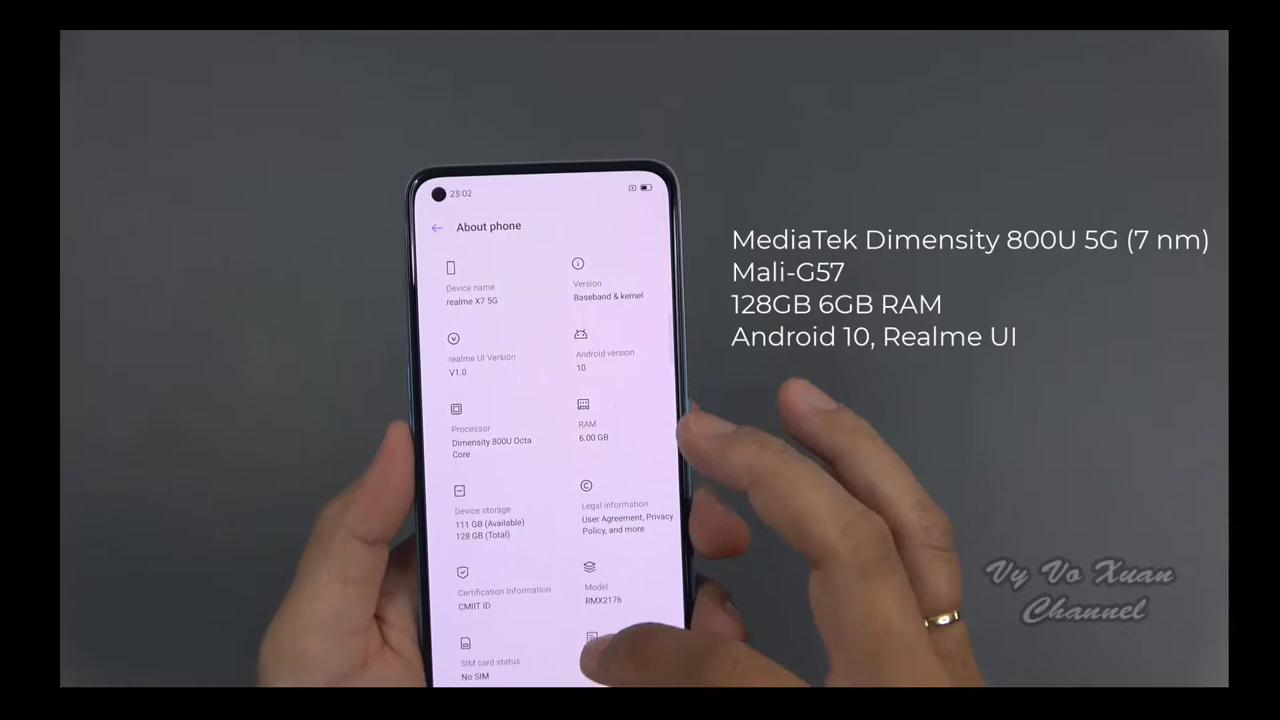 23:02
About phone
Device name
realme X7 5G
Version
Baseband & kernel
realme UI Version
V1.0
Android version
10
Processor
Dimensity 800U Octa
Core
RAM
6.00 GB
Device storage
111 GB (Available)
128 GB (Total)
Legal information
User Agreement, Privacy
Policy, and more
Certification Information
CMIIT ID
Model
RMX2176
SIM card status
No SIM
MediaTek Dimensity 800U 5G (7 nm)
Mali-G57
128GB 6GB RAM
Android 10, Realme UI
Vy Vo Xuan
Channel